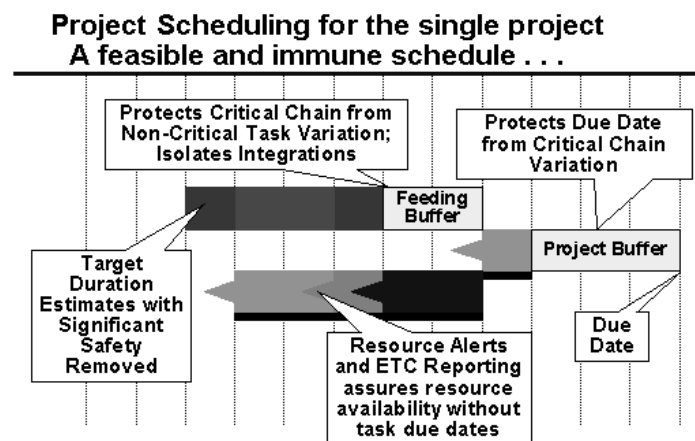 Project Scheduling for the single project
A feasible and immune schedule . . .
Protects Critical Chain from
Non-Critical Task Variation;
Isolates Integrations
Protects Due Date
from Critical Chain
Variation
Feeding
Buffer
Project Buffer
Target
Duration
Estimates with
Significant
Safety
Removed
Resource Alerts
and ETC Reporting
assures resource
availability without
task due dates
Due
Date